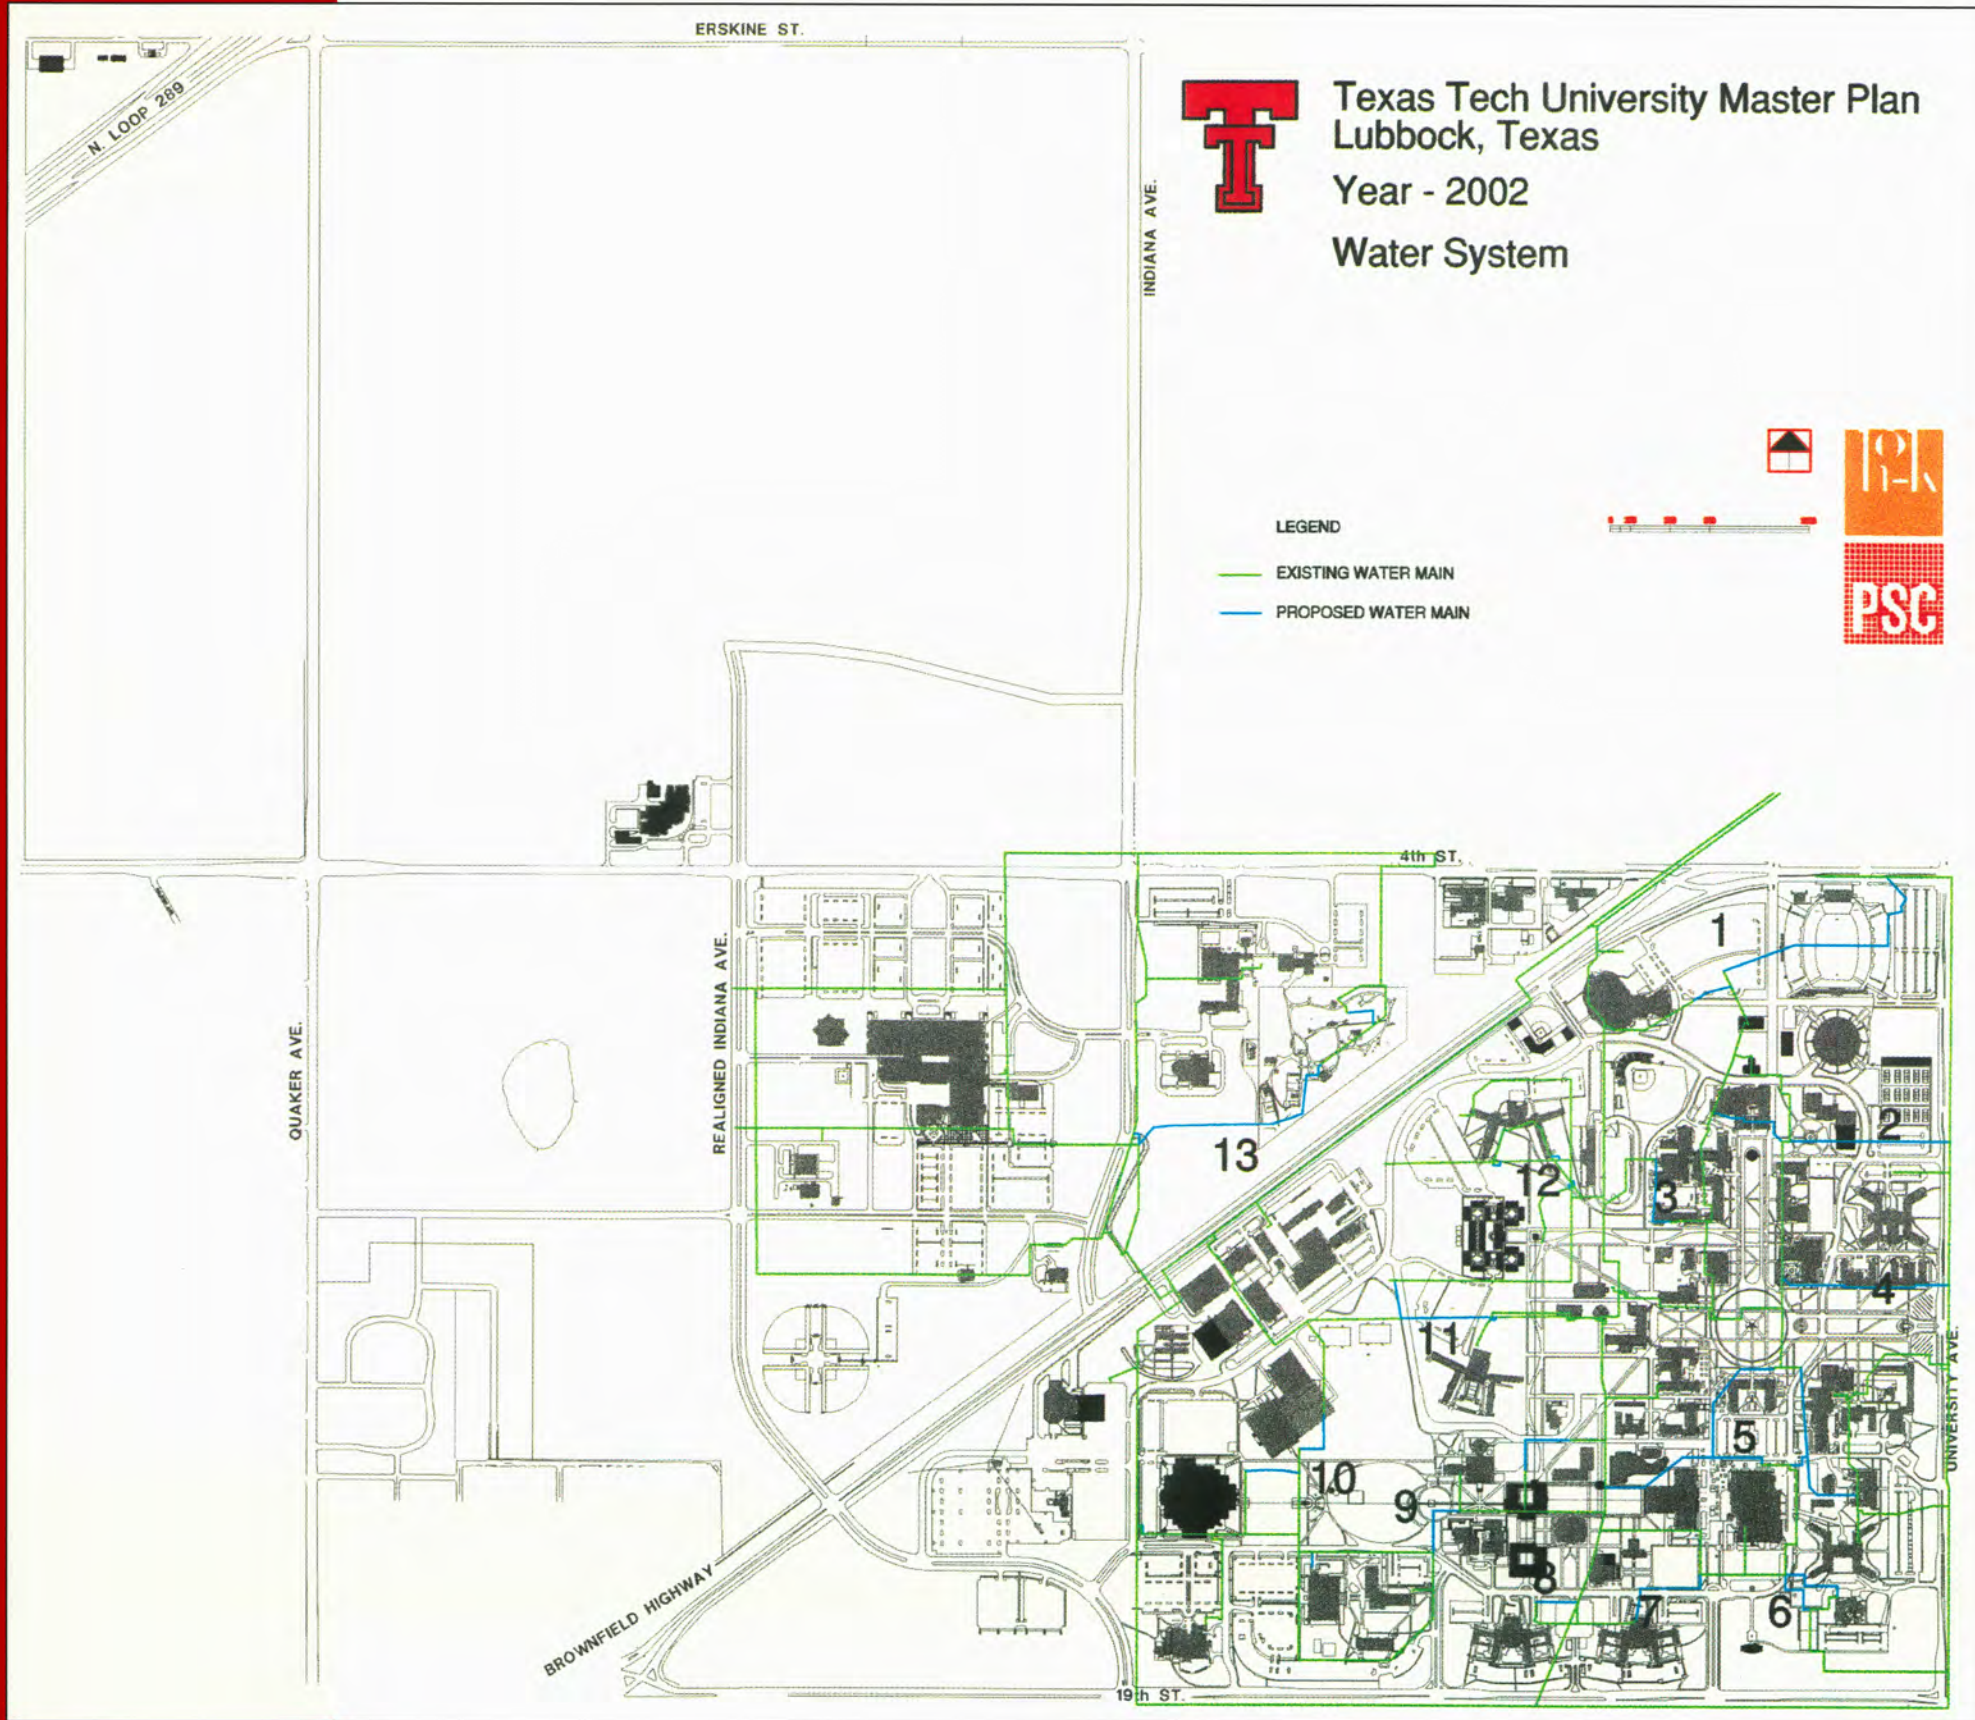 ERSKINE ST.
N. LOOP 289
Texas Tech University Master Plan
Lubbock, Texas
Year - 2002
Water System
INDIANA AVE.
LEGEND
EXISTING WATER MAIN
PROPOSED WATER MAIN
PSC
4th ST.
1
REALIGNED INDIANA AVE.
QUAKER AVE.
2
13
12
3
4
11
UNIVERSITY AVE.
5
10
9
8
7
6
BROWNFIELD HIGHWAY
19th ST.